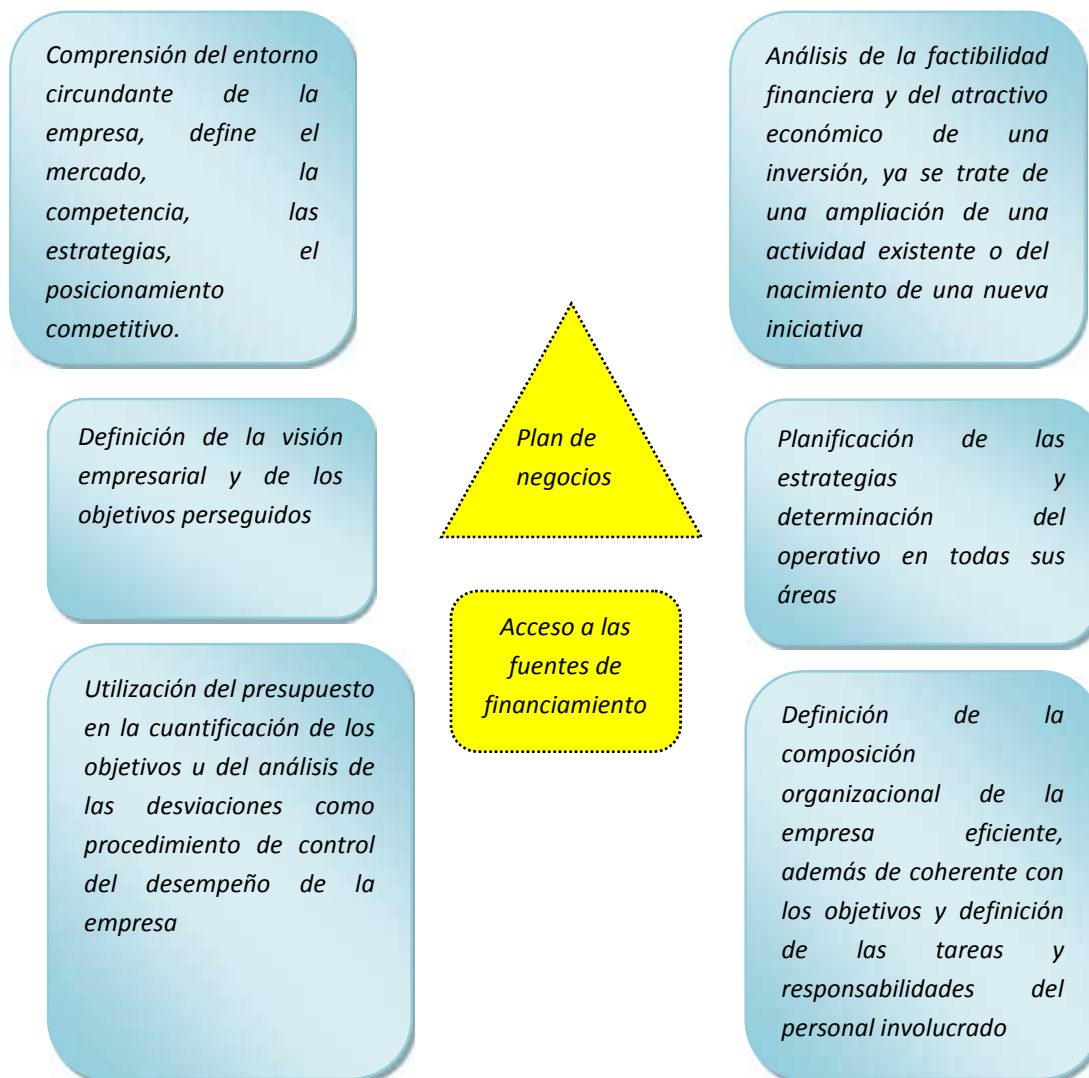 Comprensión del entorno
circundante de la
empresa, define el
mercado, la
competencia, las
estrategias, el
posicionamiento
competitivo.
Definición de la visión
empresarial y de los
objetivos perseguidos
Utilización del presupuesto
en la cuantificación de los
objetivos u del análisis de
las desviaciones como
procedimiento de control
del desempeño de la
empresa
Plan de
negocios
Acceso a las
fuentes de
financiamiento
Análisis de la factibilidad
financiera y del atractivo
económico de una
inversión, ya se trate de
una ampliación de una
actividad existente o del
nacimiento de una nueva
iniciativa
Planificación de las
estrategias y
determinación del
operativo en todas sus
áreas
Definición de la
composición
organizacional de la
empresa eficiente,
además de coherente con
los objetivos y definición
de las tareas y
responsabilidades del
personal involucrado